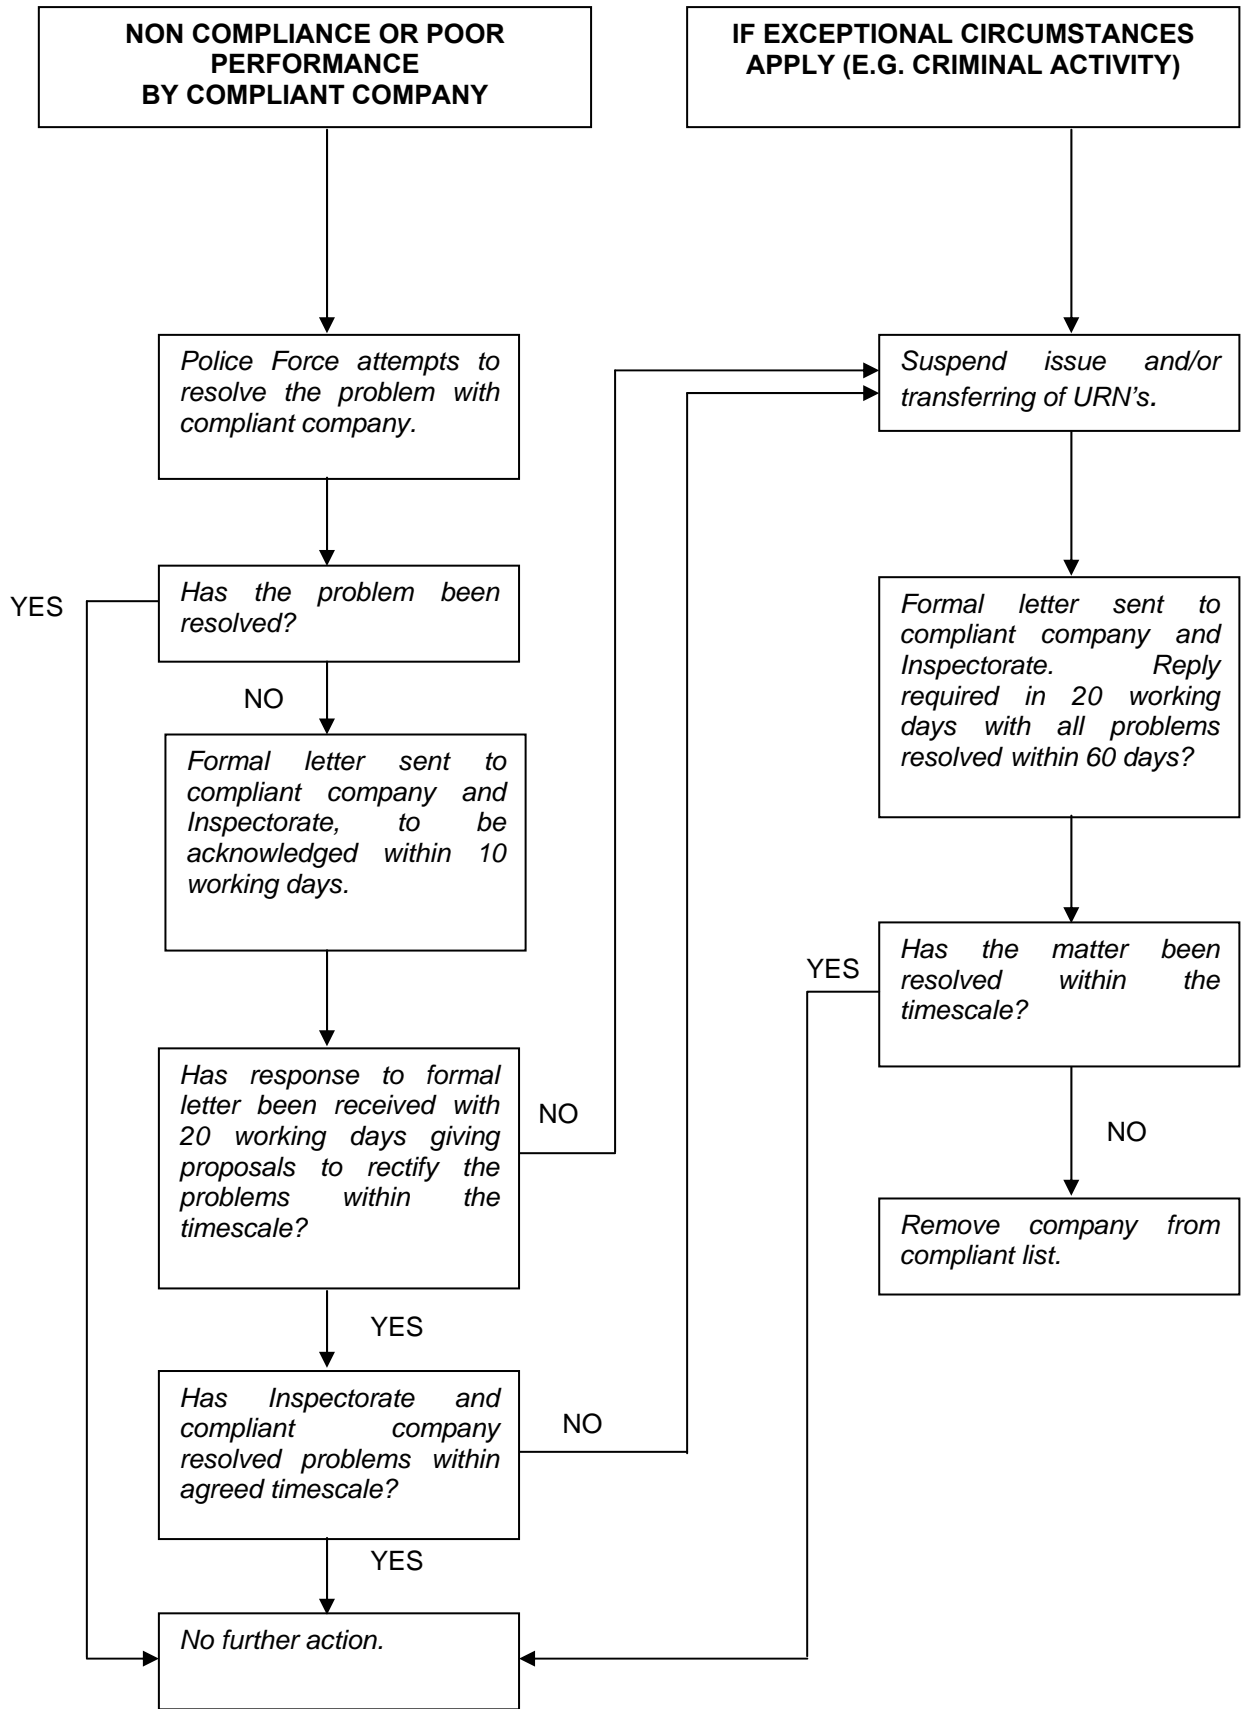 NON COMPLIANCE OR POOR
PERFORMANCE
BY COMPLIANT COMPANY
IF EXCEPTIONAL CIRCUMSTANCES
APPLY (E.G. CRIMINAL ACTIVITY)
Police Force attempts to
resolve the problem with
compliant company.
Suspend issue and/or
transferring of URN’s.
YES
Has the problem been
resolved?
NO
Formal letter sent to
compliant company and
Inspectorate, to be
acknowledged within 10
working days.
Formal letter sent to
compliant company and
Inspectorate. Reply
required in 20 working
days with all problems
resolved within 60 days?
Has response to formal
letter been received with
20 working days giving
proposals to rectify the
problems within the
timescale?
NO
YES
YES
Has the matter been
resolved within the
timescale?
NO
Remove company from
compliant list.
Has Inspectorate and
compliant company
resolved problems within
agreed timescale?
NO
YES
No further action.